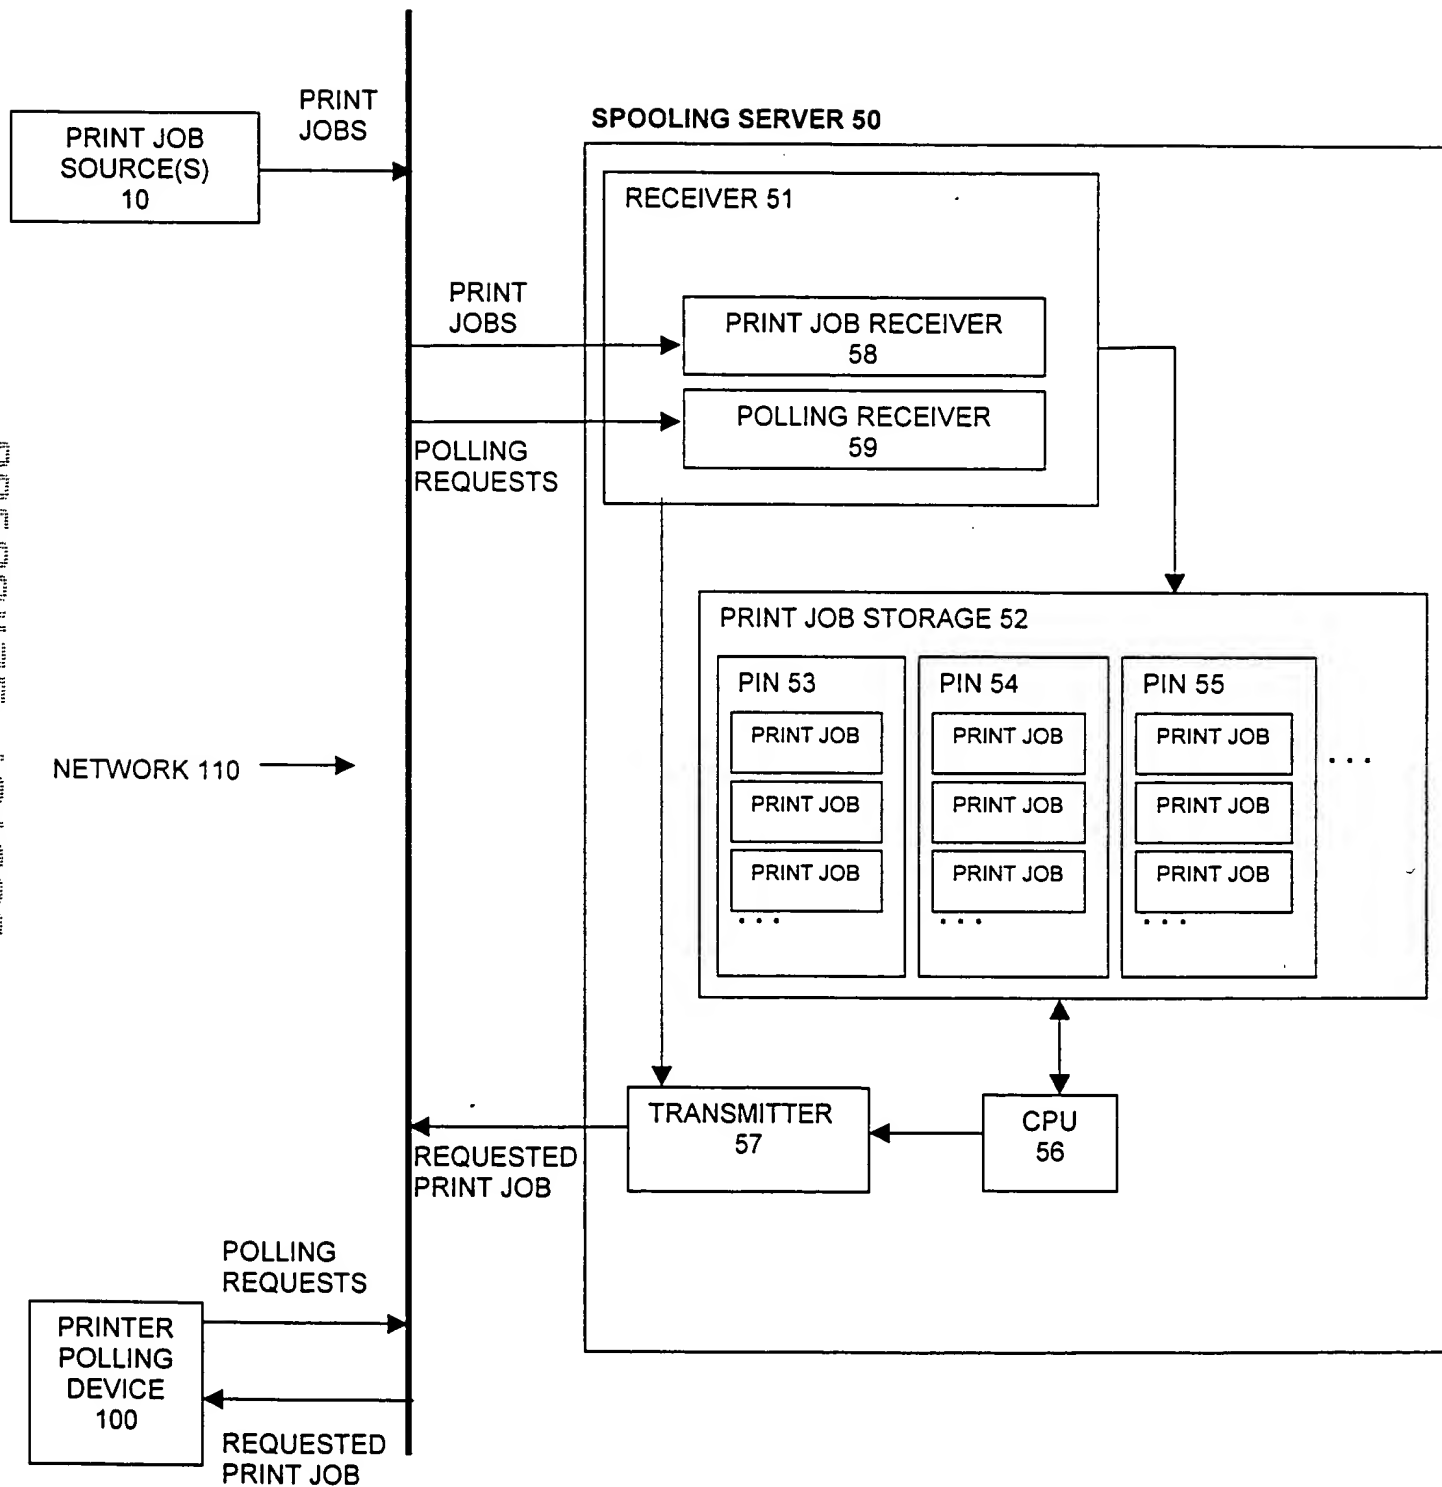 PRINT
JOBS
PRINT JOB
SOURCE(S)
10
SPOOLING SERVER 50
RECEIVER 51
PRINT
JOBS
PRINT JOB RECEIVER
58
POLLING RECEIVER
59
POLLING
REQUESTS
PRINT JOB STORAGE 52
PIN 53
PRINT JOB
PRINT JOB
PRINT JOB
...
PIN 54
PRINT JOB
PRINT JOB
PRINT JOB
...
PIN 55
PRINT JOB
PRINT JOB
PRINT JOB
...
...
NETWORK 110
TRANSMITTER
57
CPU
56
REQUESTED
PRINT JOB
POLLING
REQUESTS
PRINTER
POLLING
DEVICE
100
REQUESTED
PRINT JOB